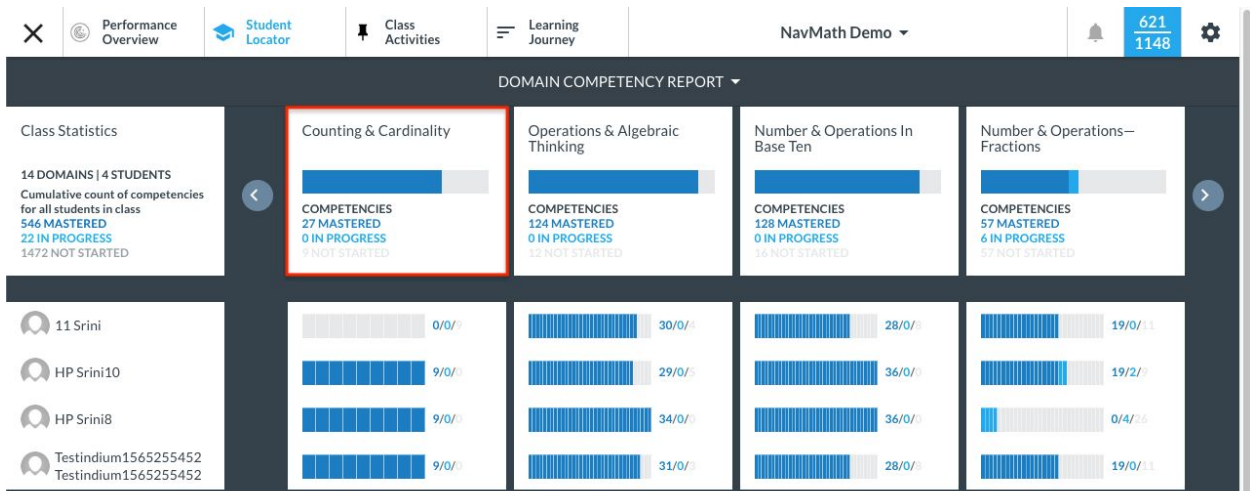 Performance
Overview
Student
Locator
Class
Activities
Learning
Journey
NavMath Demo
621
1148
DOMAIN COMPETENCY REPORT
Class Statistics
14 DOMAINS | 4 STUDENTS
Cumulative count of competencies
for all students in class
546 MASTERED
22 IN PROGRESS
1472 NOT STARTED
Counting & Cardinality
COMPETENCIES
27 MASTERED
0 IN PROGRESS
9 NOT STARTED
Operations & Algebraic
Thinking
COMPETENCIES
124 MASTERED
0 IN PROGRESS
12 NOT STARTED
Number & Operations In
Base Ten
COMPETENCIES
128 MASTERED
0 IN PROGRESS
16 NOT STARTED
Number & Operations—
Fractions
COMPETENCIES
57 MASTERED
6 IN PROGRESS
57 NOT STARTED
11 Srini
0/0/9
30/0/4
28/0/8
19/0/11
HP Srini10
9/0/0
29/0/5
36/0/0
19/2/9
HP Srini8
9/0/0
34/0/0
36/0/0
0/4/26
Testindium1565255452
Testindium1565255452
9/0/0
31/0/3
28/0/8
19/0/11